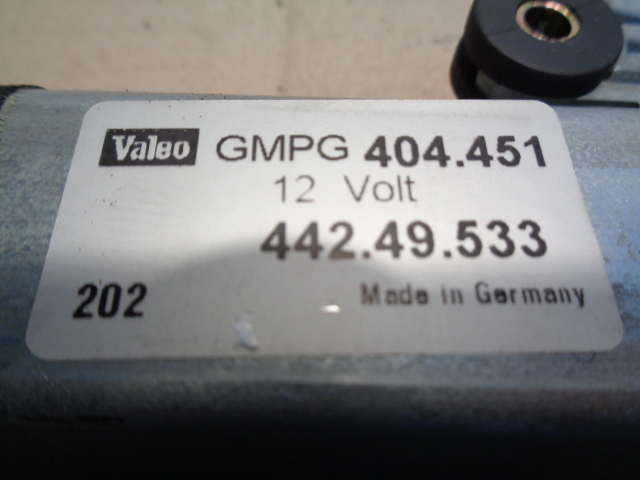 Valeo GMPG 404.451
12 Volt
442.49.533
202 Made in Germany